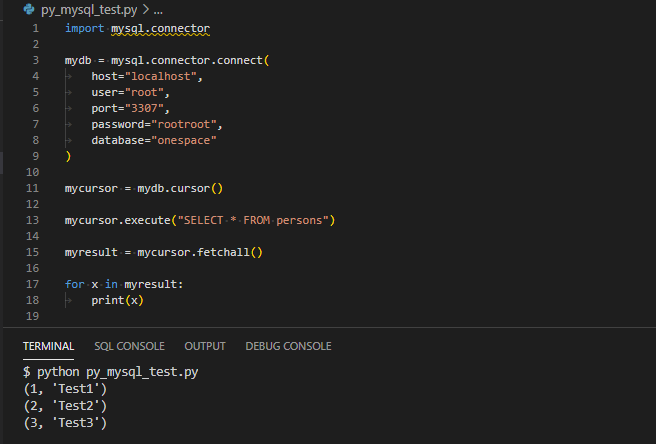 py_mysql_test.py > ...
1 import mysql.connector
2
3 mydb = mysql.connector.connect(
4 host="localhost",
5 user="root",
6 port="3307",
7 password="rootroot",
8 database="onespace"
9 )
10
11 mycursor = mydb.cursor()
12
13 mycursor.execute("SELECT * FROM persons")
14
15 myresult = mycursor.fetchall()
16
17 for x in myresult:
18 print(x)
19
TERMINAL SQL CONSOLE OUTPUT DEBUG CONSOLE
$ python py_mysql_test.py
(1, 'Test1')
(2, 'Test2')
(3, 'Test3')